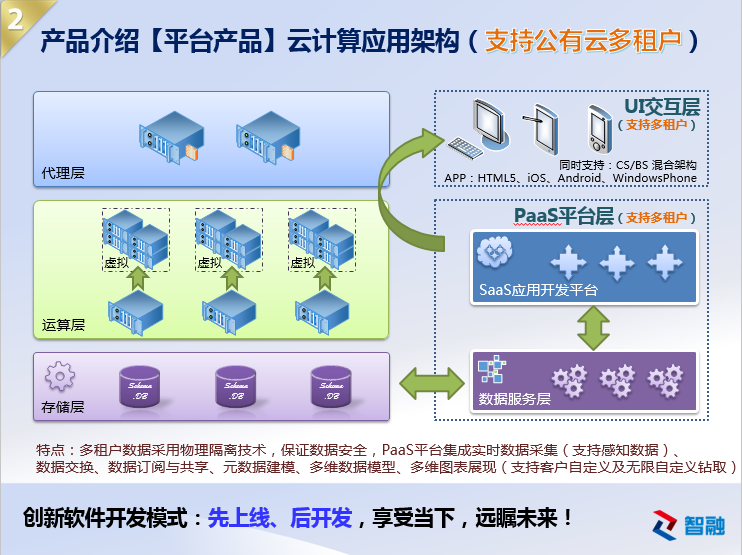 2
产品介绍【平台产品】云计算应用架构（支持公有云多租户）
代理层
UI交互层
（支持多租户）
同时支持：CS/BS 混合架构
APP：HTML5、iOS、Android、WindowsPhone
虚拟
虚拟
虚拟
运算层
PaaS平台层（支持多租户）
SaaS应用开发平台
数据服务层
Schema
.DB
Schema
.DB
Schema
.DB
存储层
特点：多租户数据采用物理隔离技术，保证数据安全，PaaS平台集成实时数据采集（支持感知数据）、
数据交换、数据订阅与共享、元数据建模、多维数据模型、多维图表展现（支持客户自定义及无限自定义钻取）
创新软件开发模式：先上线、后开发，享受当下，远瞩未来！
智融